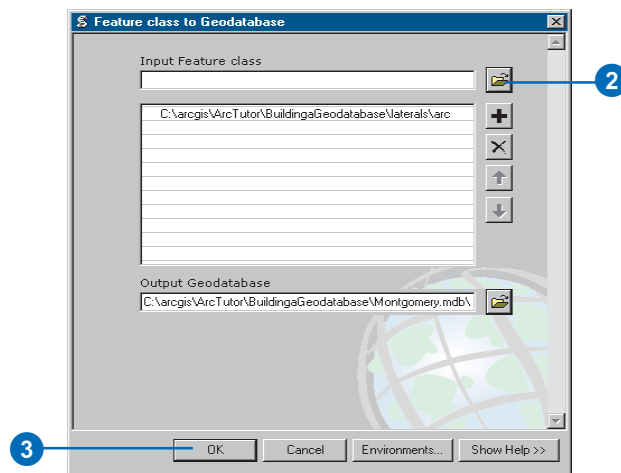 Feature class to Geodatabase
Input Feature class
2
C:\arcgis\ArcTutor\BuildingaGeodatabase\laterals\arc
Output Geodatabase
C:\arcgis\ArcTutor\BuildingaGeodatabase\Montgomery.mdb\
3
OK
Cancel
Environments...
Show Help >>